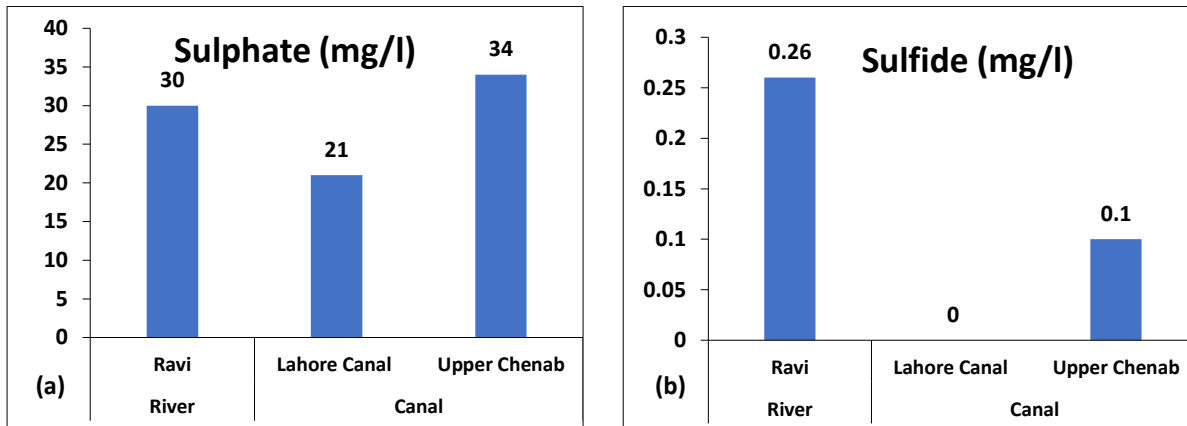 Sulphate (mg/l)
40
35
30
25
20
15
10
5
0
30
21
34
Ravi
Lahore Canal
Upper Chenab
River
Canal
(a)
Sulfide (mg/l)
0.3
0.25
0.2
0.15
0.1
0.05
0
0.26
0
0.1
Ravi
Lahore Canal
Upper Chenab
River
Canal
(b)